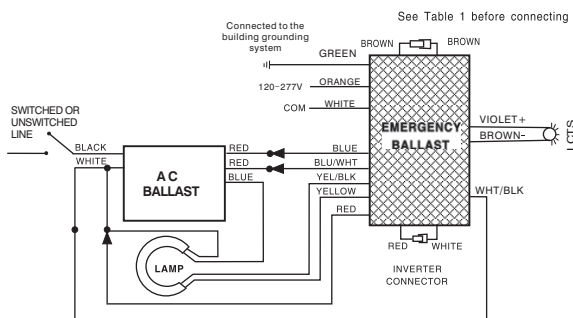 See Table 1 before connecting
Connected to the
building grounding
system
BROWN
BROWN
GREEN
120-277V
ORANGE
COM
WHITE
SWITCHED OR
UNSWITCHED
LINE
BLACK
WHITE
AC
BALLAST
RED
RED
BLUE
BLUE
BLU/WHT
YEL/BLK
YELLOW
RED
EMERGENCY
BALLAST
VIOLET+
BROWN-
LCTS
WHT/BLK
LAMP
RED
WHITE
INVERTER
CONNECTOR